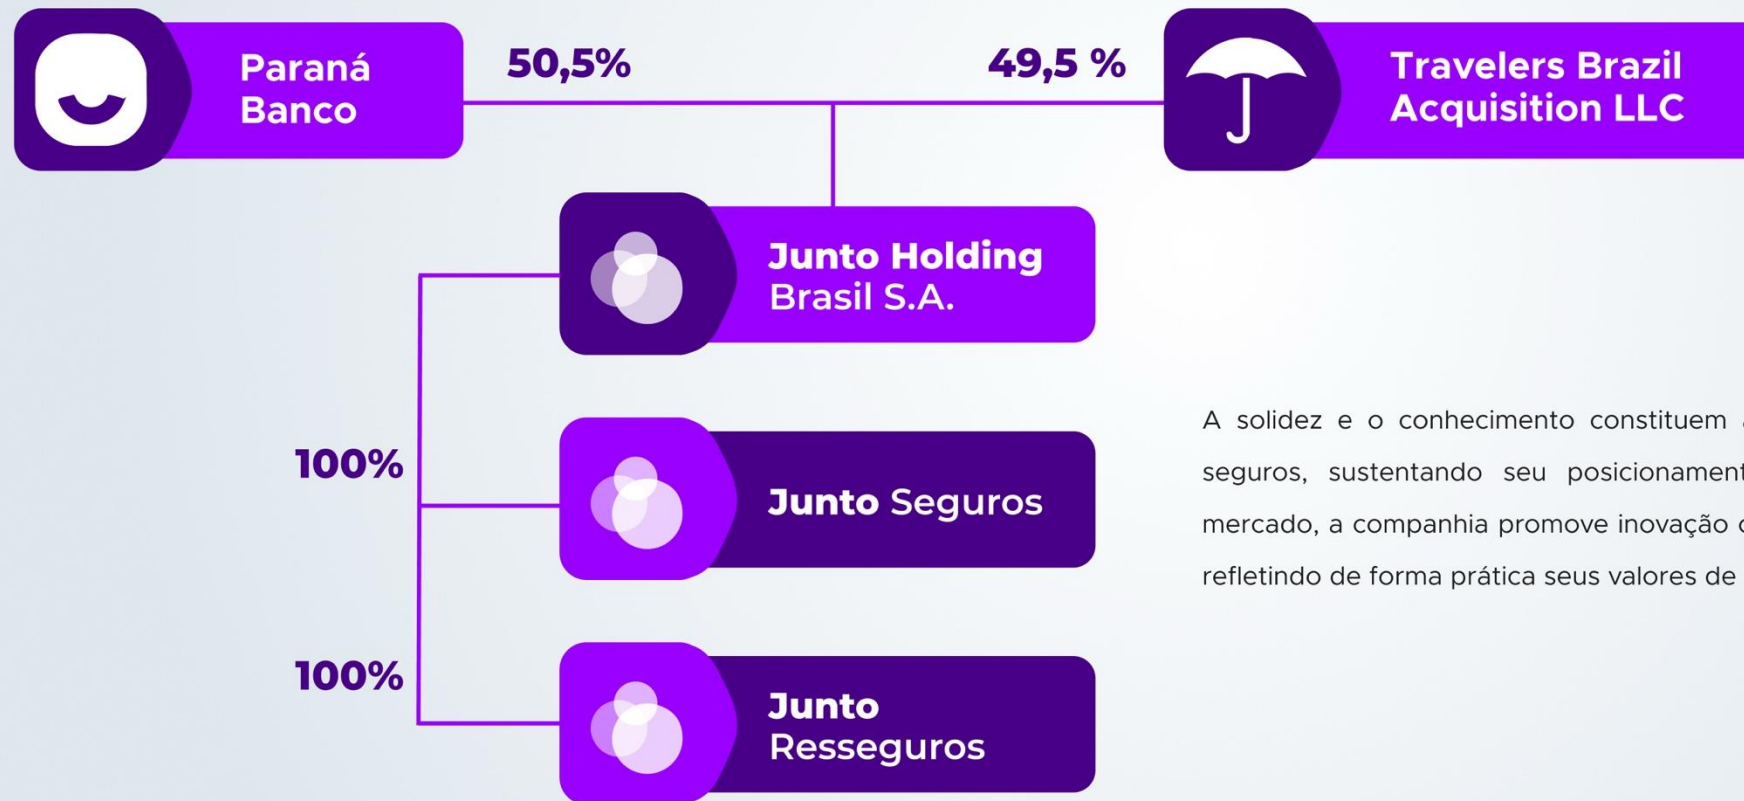 Paraná
Banco
50,5%
49,5 %
Travelers Brazil
Acquisition LLC
Junto Holding
Brasil S.A.
100%
Junto Seguros
100%
Junto
Resseguros
A solidez e o conhecimento constituem
seguros, sustentando seu
mercado, a companhia promove inovação
refletindo de forma prática seus valores de